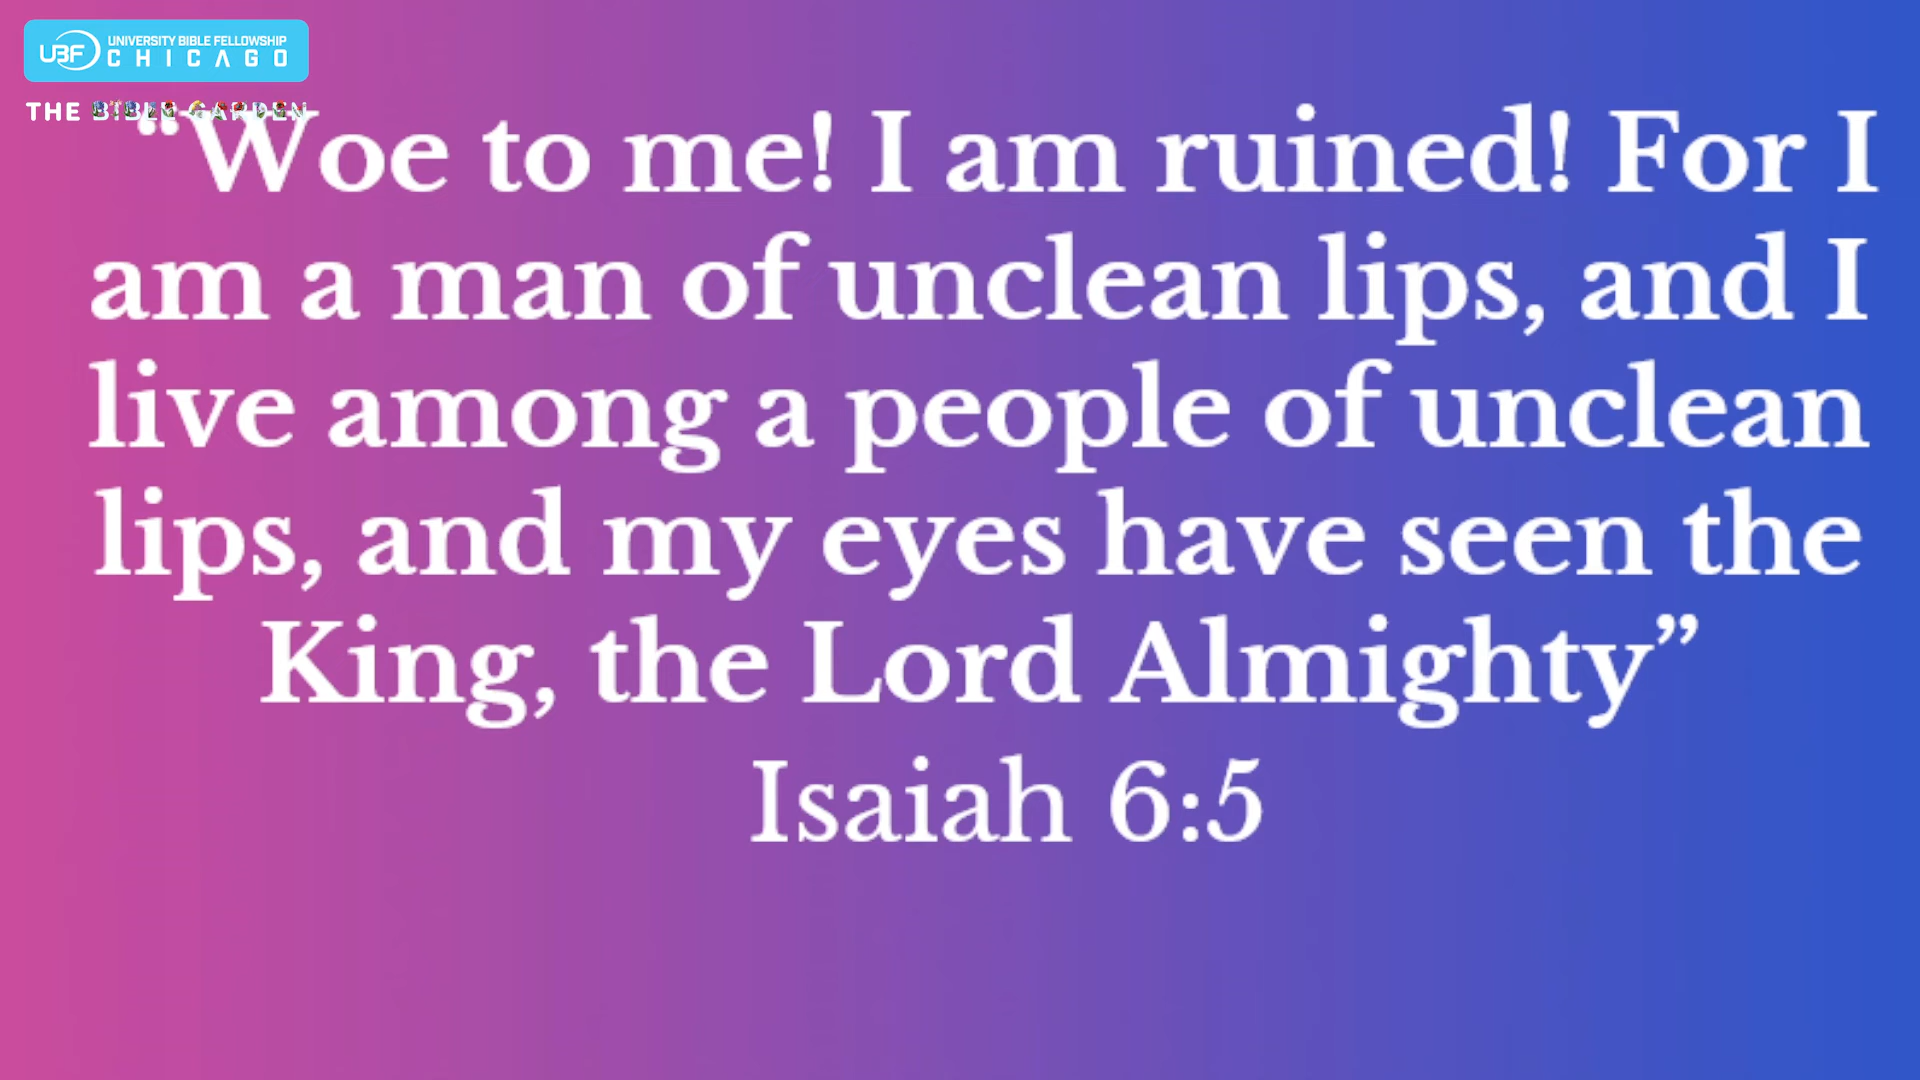 UBF UNIVERSITY BIBLE FELLOWSHIP
CHICAGO
THE BIBLE GARDEN
“Woe to me! I am ruined! For I
am a man of unclean lips, and I
live among a people of unclean
lips, and my eyes have seen the
King, the Lord Almighty”
Isaiah 6:5